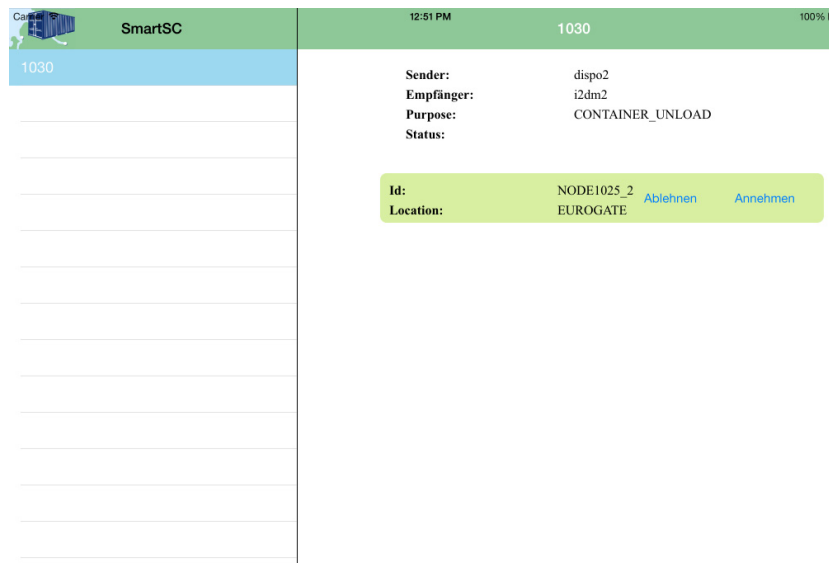 12:51 PM
100%
SmartSC
1030
1030
Sender: dispo2
Empfänger: i2dm2
Purpose: CONTAINER_UNLOAD
Status:
Id: NODE1025_2
Location: EUROGATE
Ablehnen Annehmen